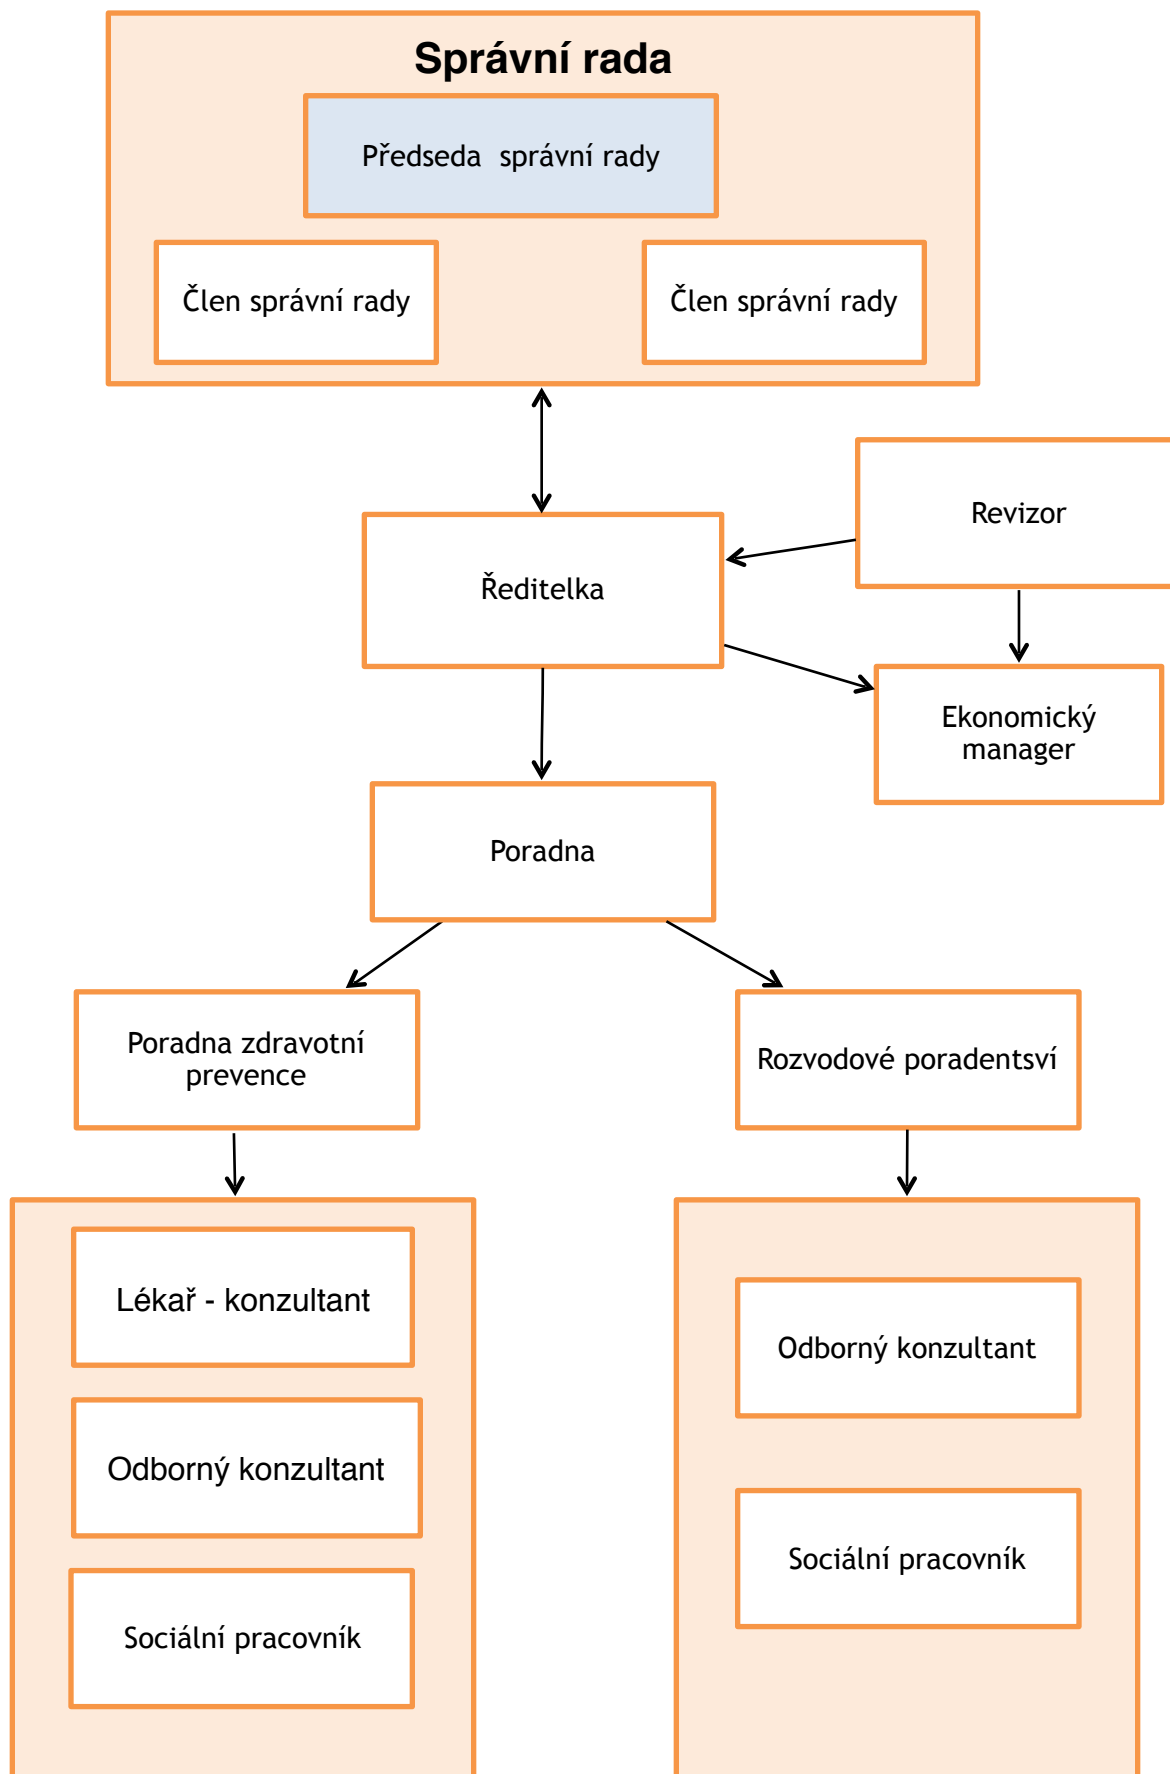 Správní rada
Předseda  správní rady
Člen správní rady
Člen správní rady
Revizor
Ředitelka
Ekonomický
manager
Poradna
Poradna zdravotní
prevence
Rozvodové poradentsví
Lékař - konzultant
Odborný konzultant
Sociální pracovník
Odborný konzultant
Sociální pracovník